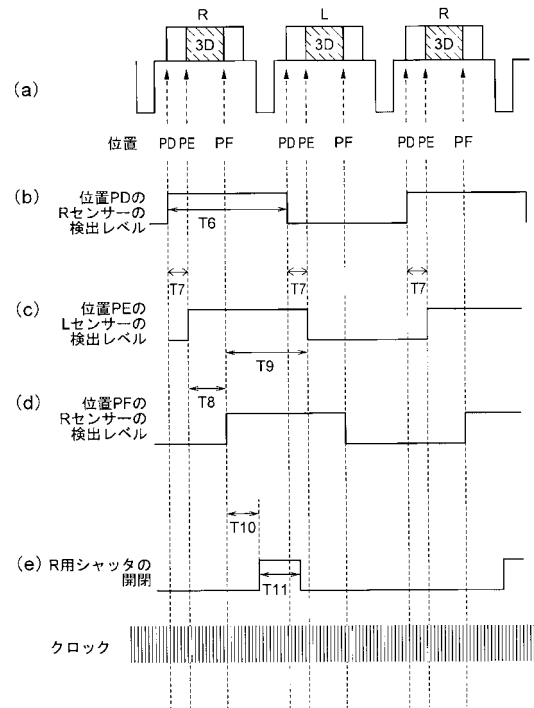 R L R
3D 3D 3D
(a)
位置 PD PE PF PD PE PF PD PE PF
(b) 位置PDの
Rセンサーの
検出レベル
T6
T7 T7 T7
(c) 位置PEの
Lセンサーの
検出レベル
T9
T8
(d) 位置PFの
Rセンサーの
検出レベル
T10
(e) R用シャッタの
開閉
T11
クロック